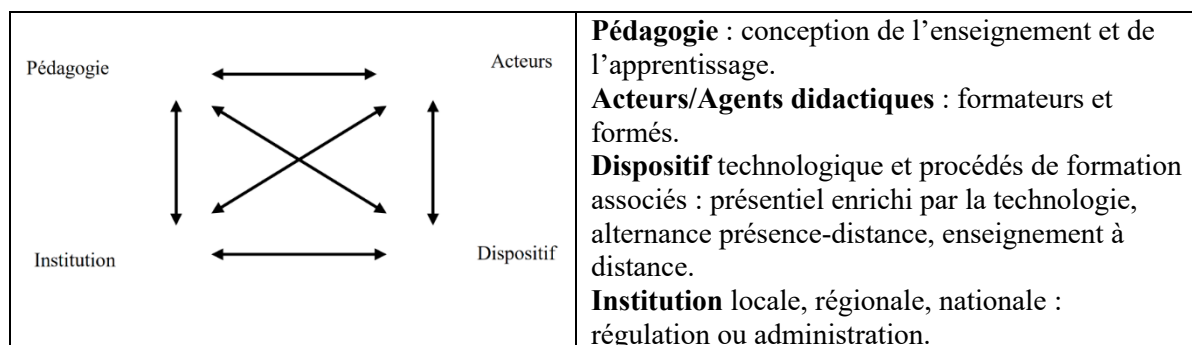 Pédagogie
Acteurs
Institution
Dispositif
Pédagogie : conception de l’enseignement et de
l’apprentissage.
Acteurs/Agents didactiques : formateurs et
formés.
Dispositif technologique et procédés de formation
associés : présentiel enrichi par la technologie,
alternance présence-distance, enseignement à
distance.
Institution locale, régionale, nationale :
régulation ou administration.